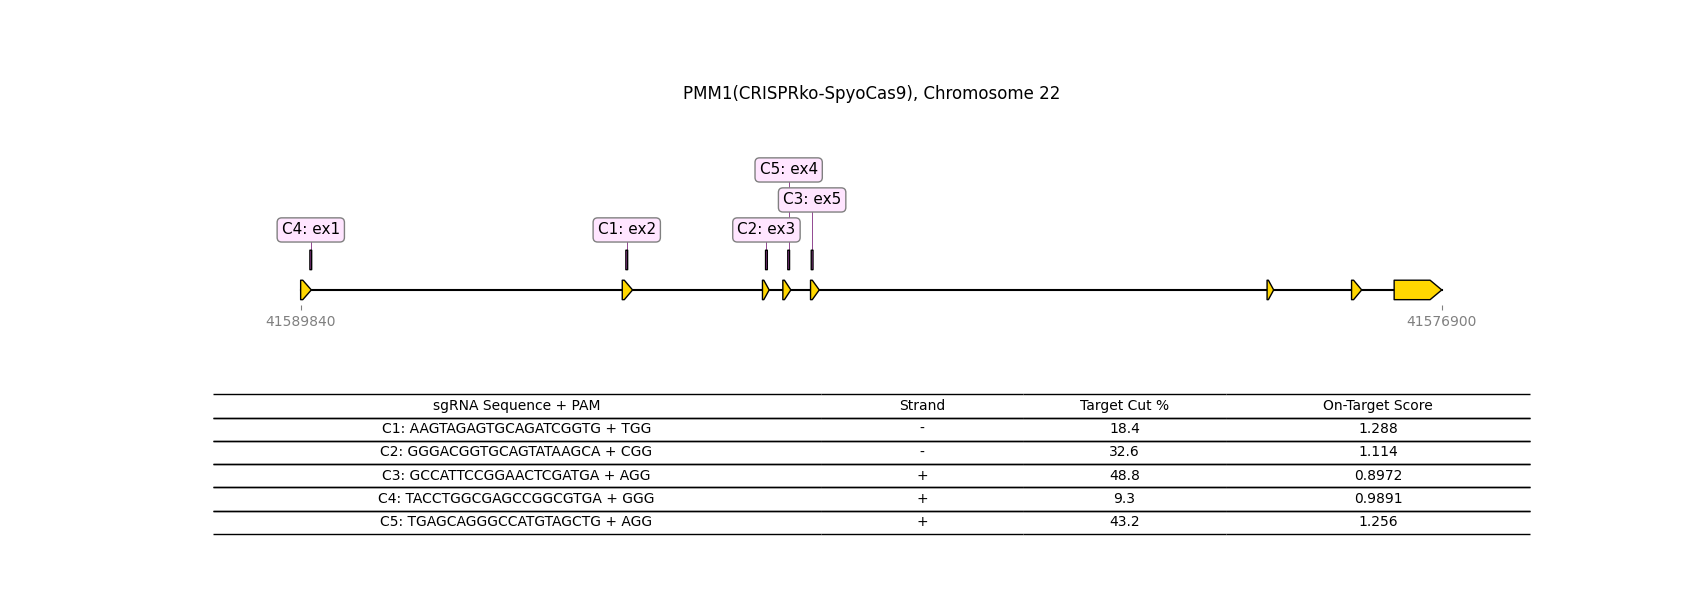 PMM1(CRISPRko-SpyoCas9), Chromosome 22
C5: ex4
C3: ex5
C4: ex1 C1: ex2 C2: ex3
41589840 41576900
sgRNA Sequence + PAM Strand Target Cut % On-Target Score
C1: AAGTAGAGTGCAGATCGGTG + TGG - 18.4 1.288
C2: GGGACGGTGCAGTATAAGCA + CGG - 32.6 1.114
C3: GCCATTCCGGAACTCGATGA + AGG + 48.8 0.8972
C4: TACCTGGCGAGCCGGCGTGA + GGG + 9.3 0.9891
C5: TGAGCAGGGCCATGTAGCTG + AGG + 43.2 1.256